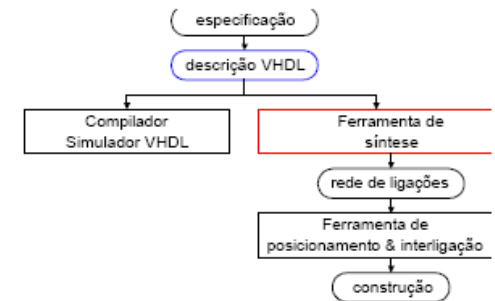 especificação
descrição VHDL
Compilador
Simulador VHDL
Ferramenta de
síntese
rede de ligações
Ferramenta de
posicionamento & interligação
construção